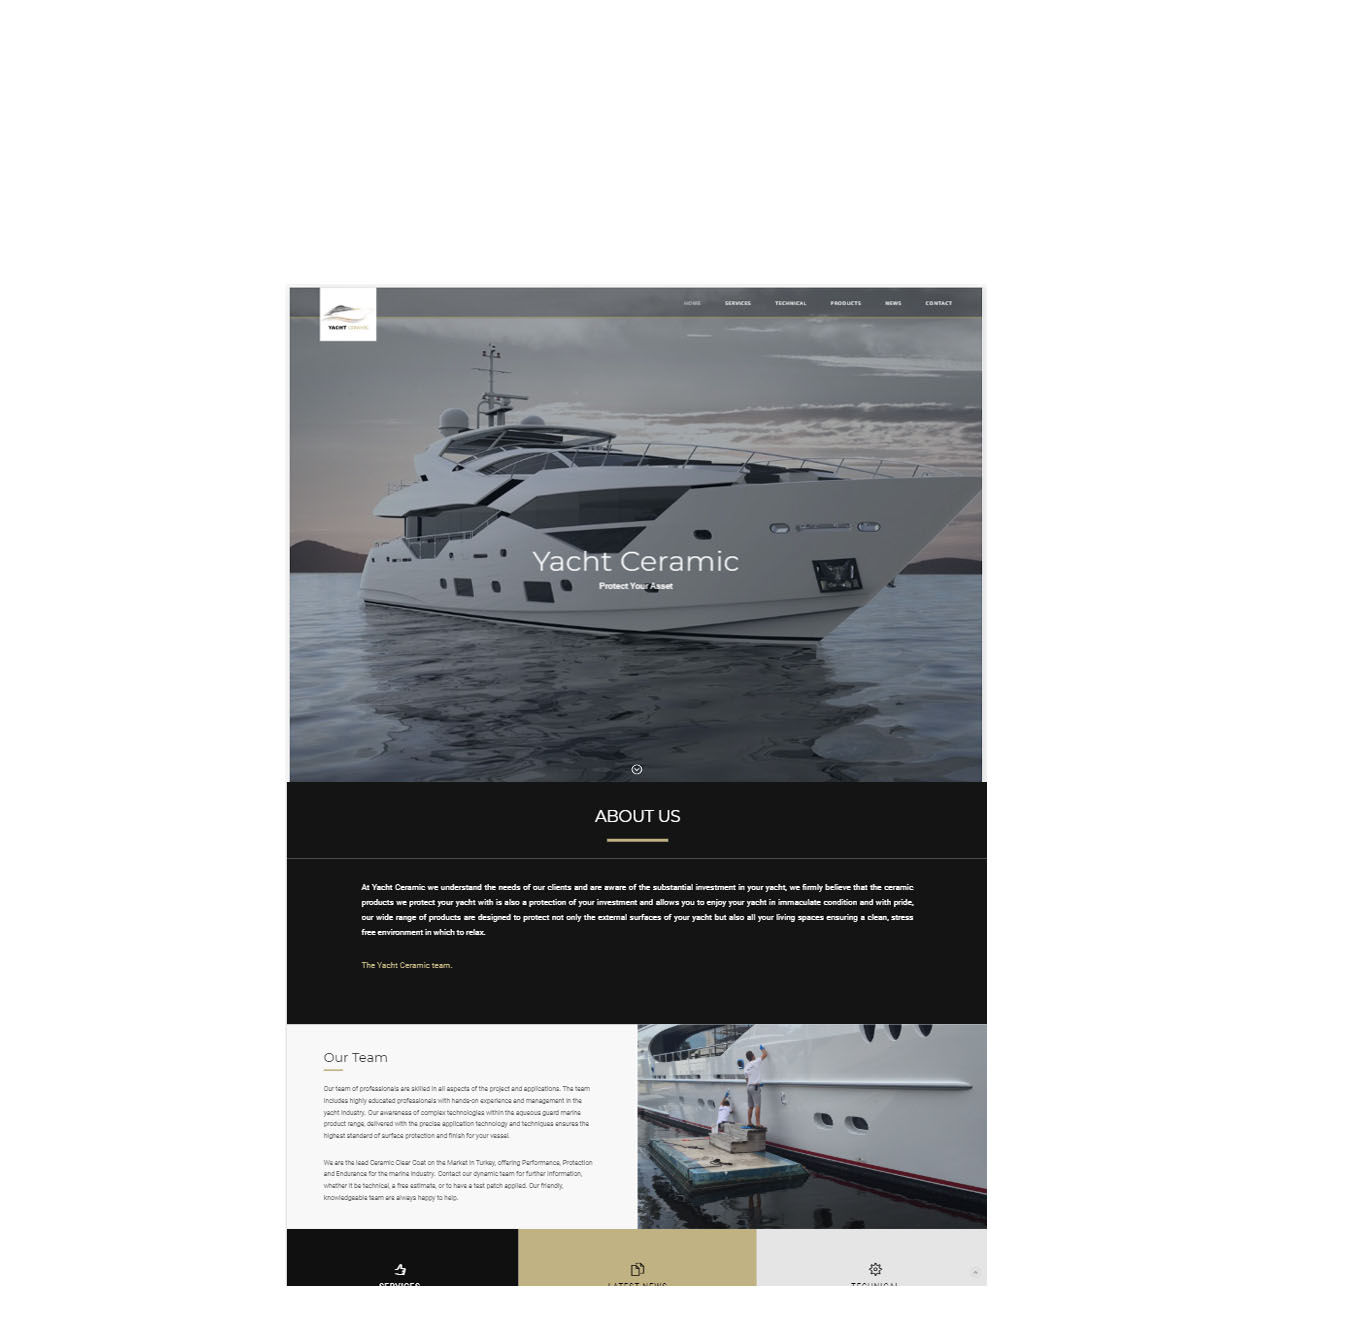 HOME SERVICES TECHNICAL PRODUCTS NEWS CONTACT
YACHT CERAMIC
Yacht Ceramic
Protect Your Asset
ABOUT US
At Yacht Ceramic we understand the needs of our clients and are aware of the substantial investment in your yacht, we firmly believe that the ceramic
products we protect your yacht with is also a protection of your investment and allows you to enjoy your yacht in immaculate condition and with pride,
our wide range of products are designed to protect not only the external surfaces of your yacht but also all your living spaces ensuring a clean, stress
free environment in which to relax.
The Yacht Ceramic team.
Our Team
Our team of professionals are skilled in all aspects of the project and applications. The team
includes highly educated professionals with hands-on experience and management in the
yacht industry. Our awareness of complex technologies within the aqueous guard marine
product range, delivered with the precise application technology and techniques ensures the
highest standard of surface protection and finish for your vessel.
We are the lead Ceramic Clear Coat on the Market in Turkey, offering Performance, Protection
and Endurance for the marine industry. Contact our dynamic team for further information,
whether it be technical, a free estimate, or to have a test patch applied. Our friendly,
knowledgeable team are always happy to help.
SERVICES
LATEST NEWS
TECHNICAL